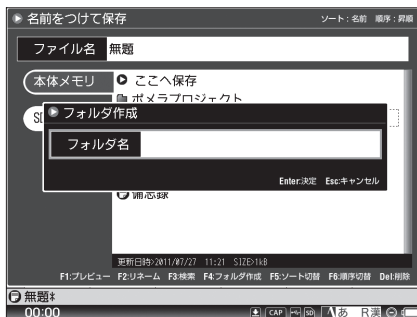 名前をつけて保存 ソート：名前 順序：昇順
ファイル名 無題
本体メモリ ここへ保存
ポメラプロジェクト
フォルダ作成
フォルダ名
Enter:決定 Esc:キャンセル
備忘録
更新日時>2011/07/27 11:21 SIZE>1kB
F1:プレビュー F2:リネーム F3:検索 F4:フォルダ作成 F5:ソート切替 F6:順序切替 Del:削除
無題*
00:00 CAP SD あ R漢